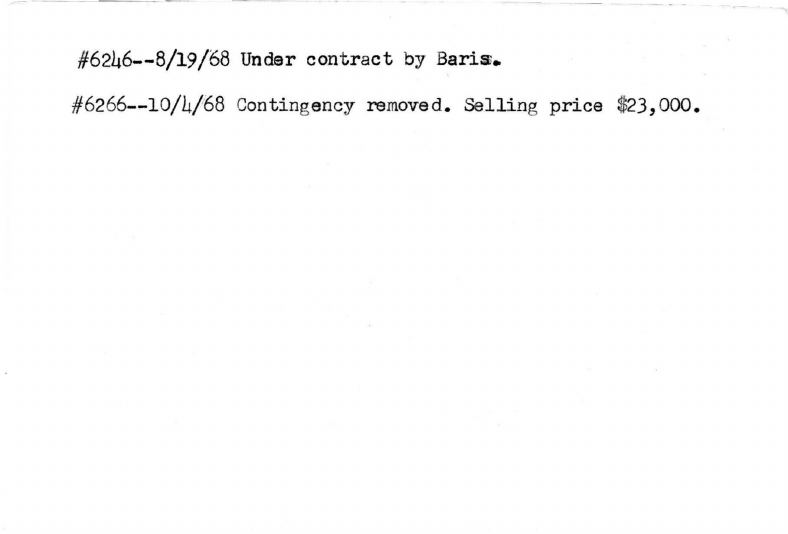 #6246--8/19/68 Under contract by Baris.
#6266--10/4/68 Contingency removed. Selling price $23,000.